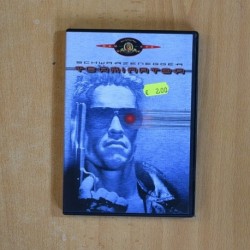 SCHWARZENEGGER
TERMINATOR
€ 2.00